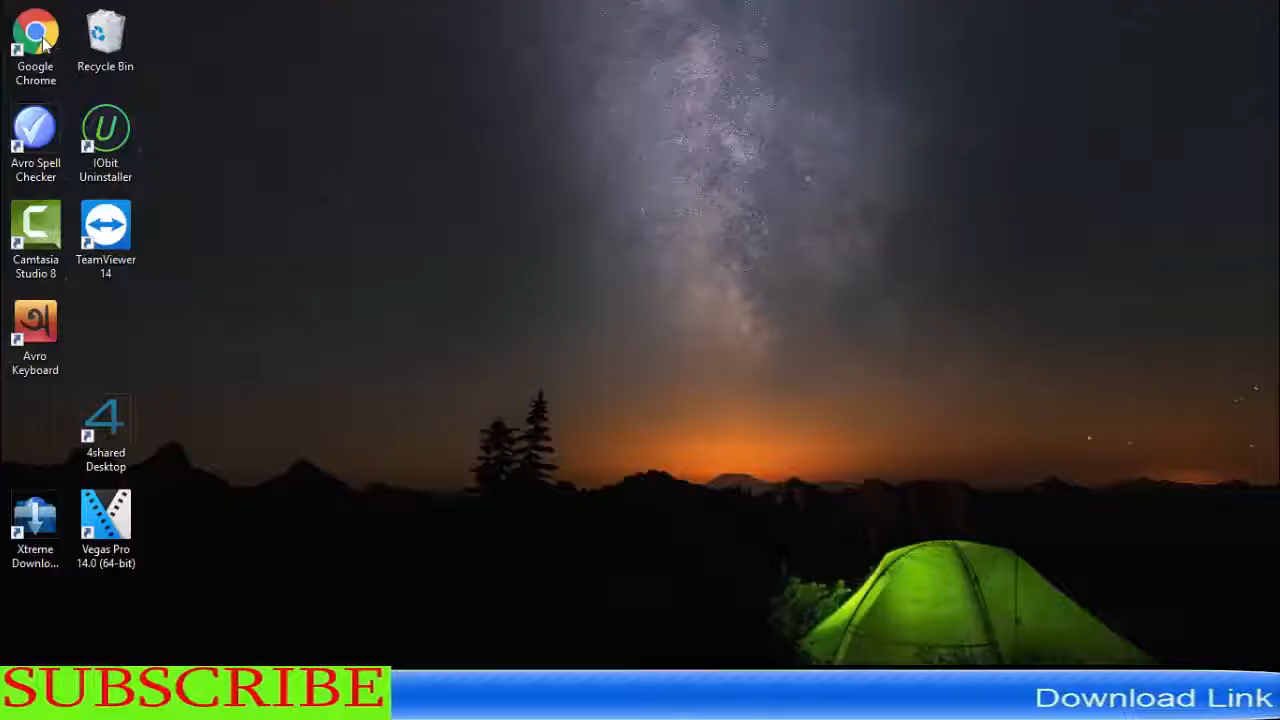 Google
Chrome
Recycle Bin
Avro Spell
Checker
IObit
Uninstaller
Camtasia
Studio 8
TeamViewer
14
Avro
Keyboard
4shared
Desktop
Xtreme
Downlo...
Vegas Pro
14.0 (64-bit)
SUBSCRIBE
Download Link